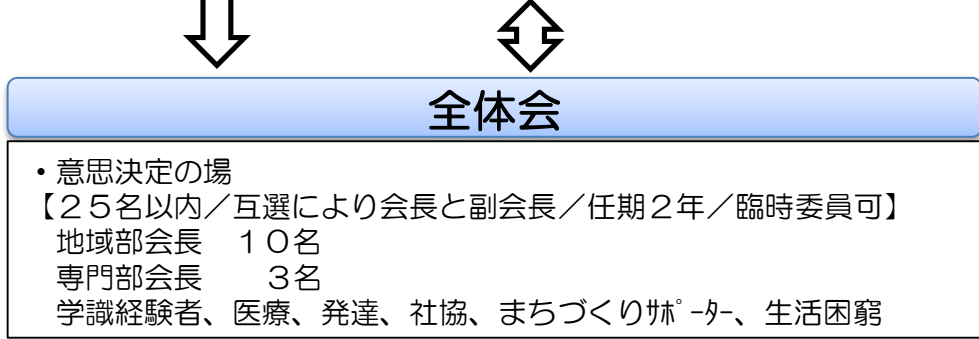 全体会
・意思決定の場
【２５名以内／互選により会長と副会長／任期２年／臨時委員可】
地域部会長　１０名
専門部会長　　３名
学識経験者、医療、発達、社協、まちづくりｻﾎﾟｰﾀｰ、生活困窮